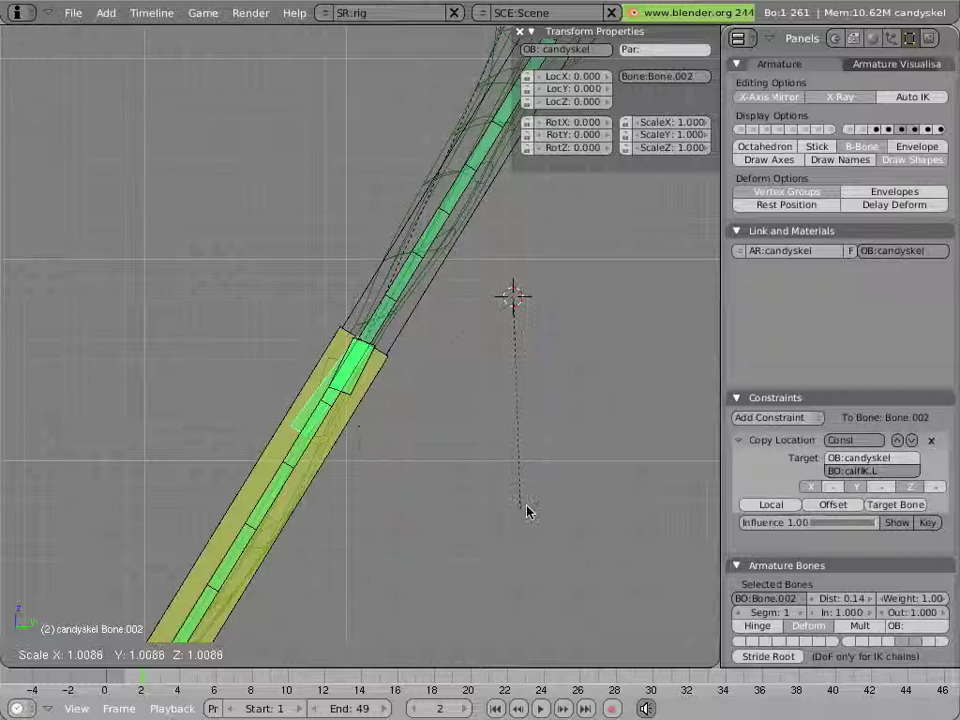 File Add Timeline Game Render Help SR:rig SCE:Scene www.blender.org 244 Bo:1-261 | Mem:10.62M candyskel
Transform Properties
OB: candyskel Par:
LocX: 0.000 Bone:Bone.002
LocY: 0.000
LocZ: 0.000
RotX: 0.000 ScaleX: 1.000
RotY: 0.000 ScaleY: 1.000
RotZ: 0.000 ScaleZ: 1.000
Panels
Armature Armature Visualisa
Editing Options
X-Axis Mirror X-Ray Auto IK
Display Options
Octahedron Stick B-Bone Envelope
Draw Axes Draw Names Draw Shapes
Deform Options
Vertex Groups Envelopes
Rest Position Delay Deform
Link and Materials
AR:candyskel F OB:candyskel
Constraints
Add Constraint To Bone: Bone.002
Copy Location Const
Target OB:candyskel
BO:calfIK.L
X - Y - Z -
Local Offset Target Bone
Influence 1.00 Show Key
Armature Bones
Selected Bones
BO:Bone.002 Dist: 0.14 Weight: 1.00
Segm: 1 In: 1.000 Out: 1.000
Hinge Deform Mult OB:
Stride Root (DoF only for IK chains)
z
y
(2) candyskel Bone.002
Scale X: 1.0086 Y: 1.0086 Z: 1.0086
-4 -2 0 2 4 6 8 10 12 14 16 18 20 22 24 26 28 30 32 34 36 38 40 42 44 46
View Frame Playback Pr Start: 1 End: 49 2